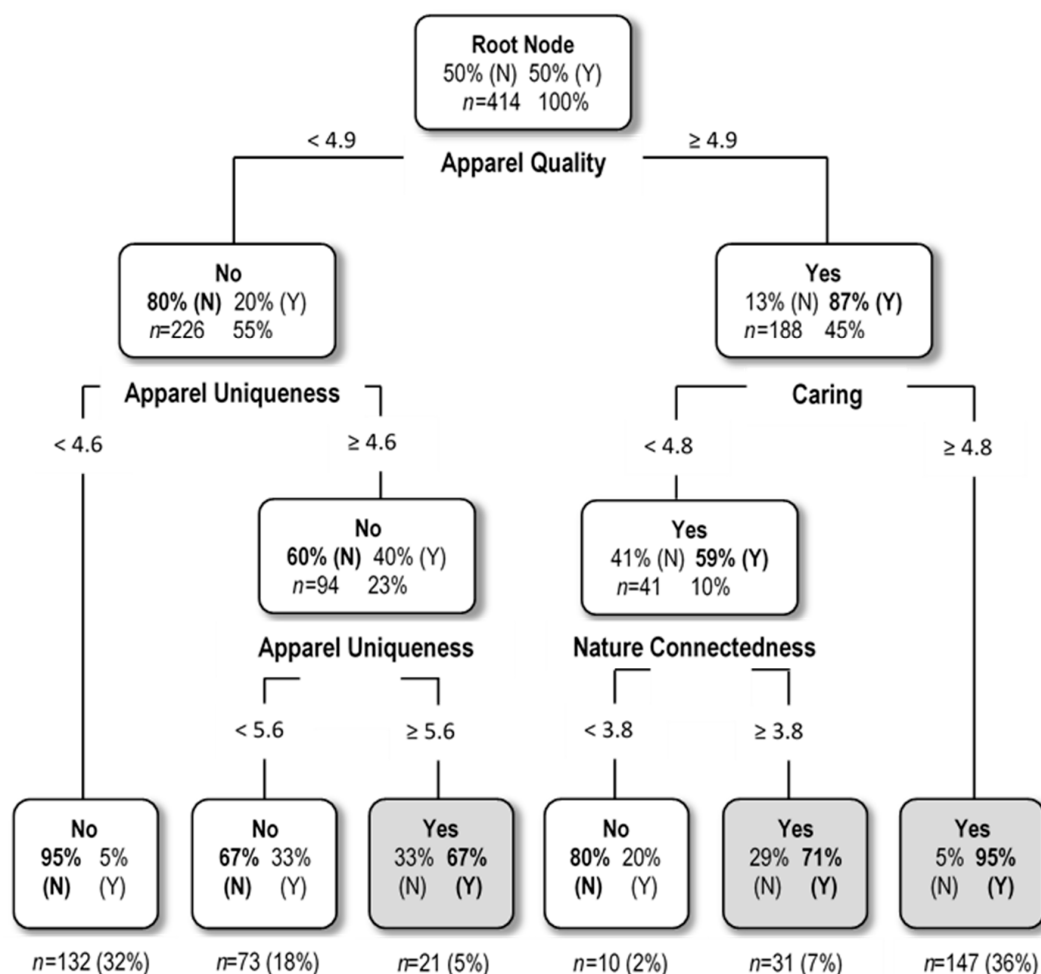 Root Node
50% (N) 50% (Y)
n=414 100%
< 4.9
≥ 4.9
Apparel Quality
No
80% (N) 20% (Y)
n=226 55%
Yes
13% (N) 87% (Y)
n=188 45%
Apparel Uniqueness
Caring
< 4.6
≥ 4.6
< 4.8
≥ 4.8
No
60% (N) 40% (Y)
n=94 23%
Yes
41% (N) 59% (Y)
n=41 10%
Apparel Uniqueness
Nature Connectedness
< 5.6
≥ 5.6
< 3.8
≥ 3.8
No
95% 5%
(N) (Y)
No
67% 33%
(N) (Y)
Yes
33% 67%
(N) (Y)
No
80% 20%
(N) (Y)
Yes
29% 71%
(N) (Y)
Yes
5% 95%
(N) (Y)
n=132 (32%)
n=73 (18%)
n=21 (5%)
n=10 (2%)
n=31 (7%)
n=147 (36%)